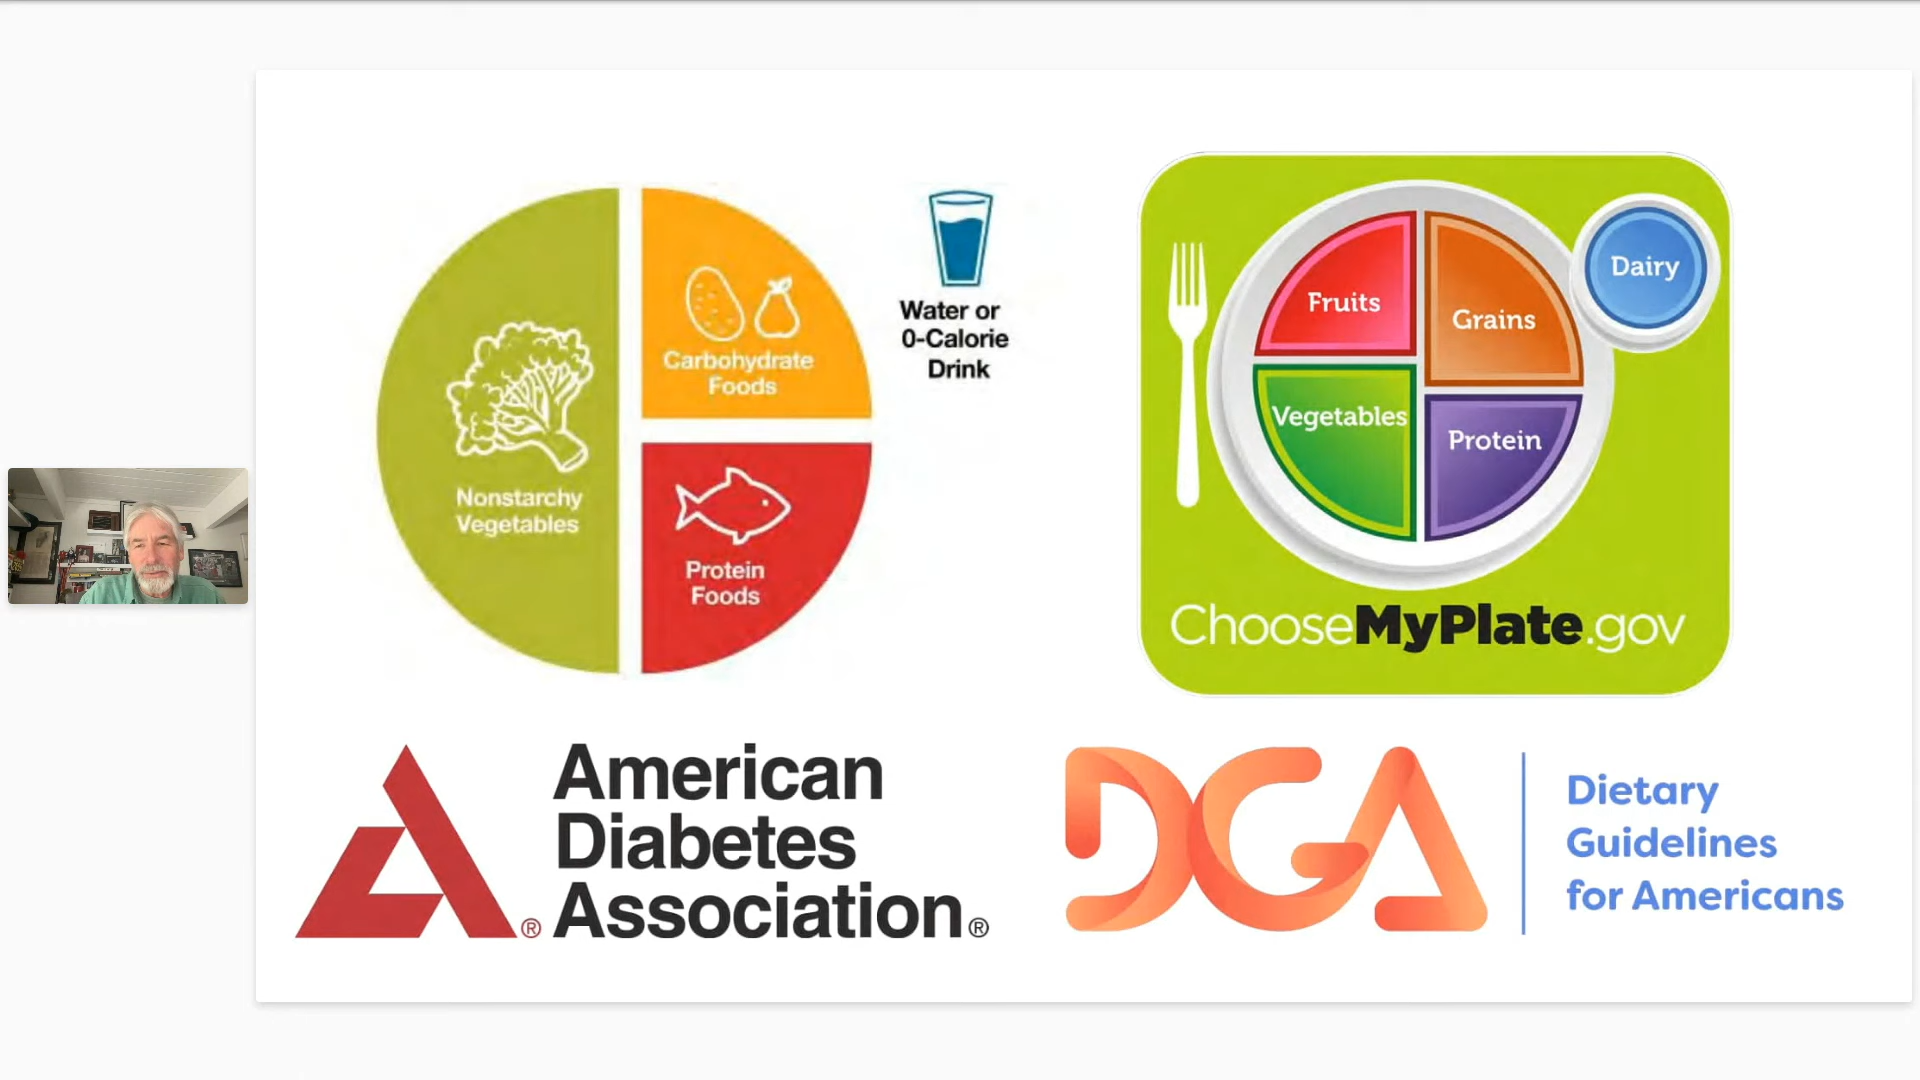 Nonstarchy
Vegetables
Carbohydrate
Foods
Protein
Foods
Water or
0-Calorie
Drink
Fruits
Grains
Dairy
Vegetables
Protein
ChooseMyPlate.gov
American
Diabetes
® Association®
DGA
Dietary
Guidelines
for Americans